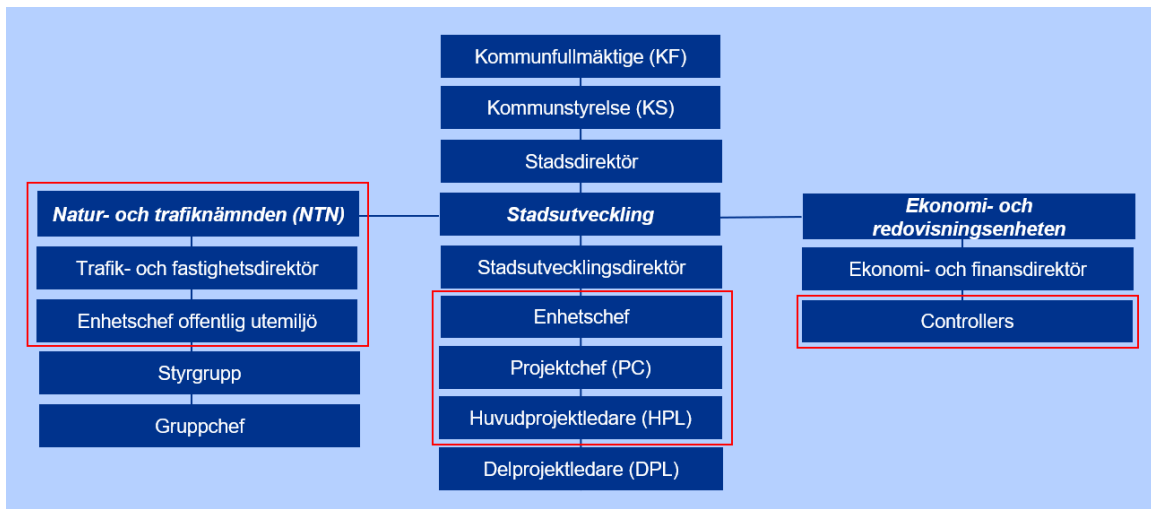 Kommunfullmäktige (KF)
Kommunstyrelse (KS)
Stadsdirektör
Natur- och trafiknämnden (NTN)
Trafik- och fastighetsdirektör
Enhetschef offentlig utemiljö
Styrgrupp
Gruppchef
Stadsutveckling
Stadsutvecklingsdirektör
Enhetschef
Projektchef (PC)
Huvudprojektledare (HPL)
Delprojektledare (DPL)
Ekonomi- och
redovisningsenheten
Ekonomi- och finansdirektör
Controllers